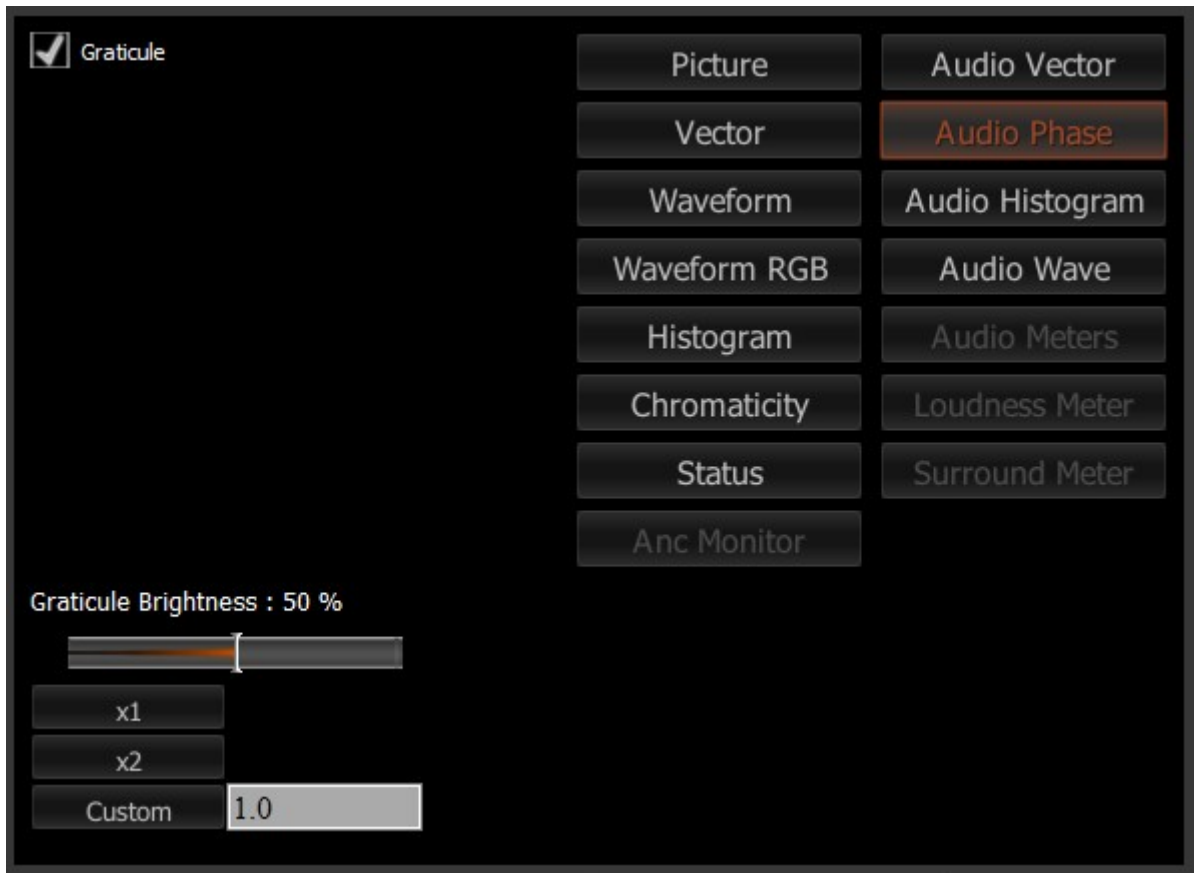 Graticule
Picture
Audio Vector
Vector
Audio Phase
Waveform
Audio Histogram
Waveform RGB
Audio Wave
Histogram
Audio Meters
Chromaticity
Loudness Meter
Status
Surround Meter
Anc Monitor
Graticule Brightness : 50 %
x1
x2
Custom
1.0